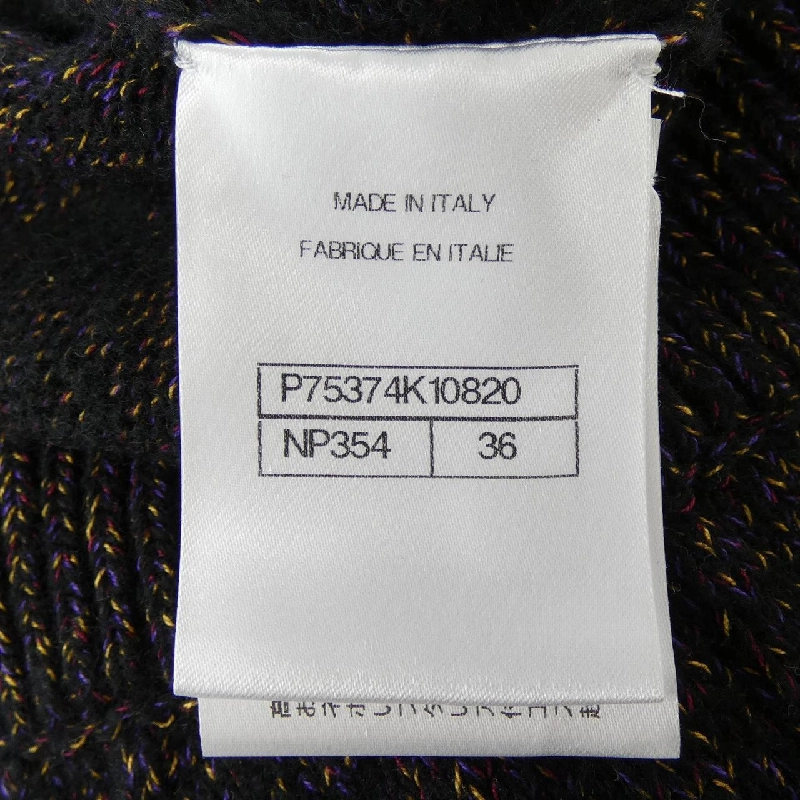 MADE IN ITALY
FABRIQUE EN ITALIE
P75374K10820
NP354 36